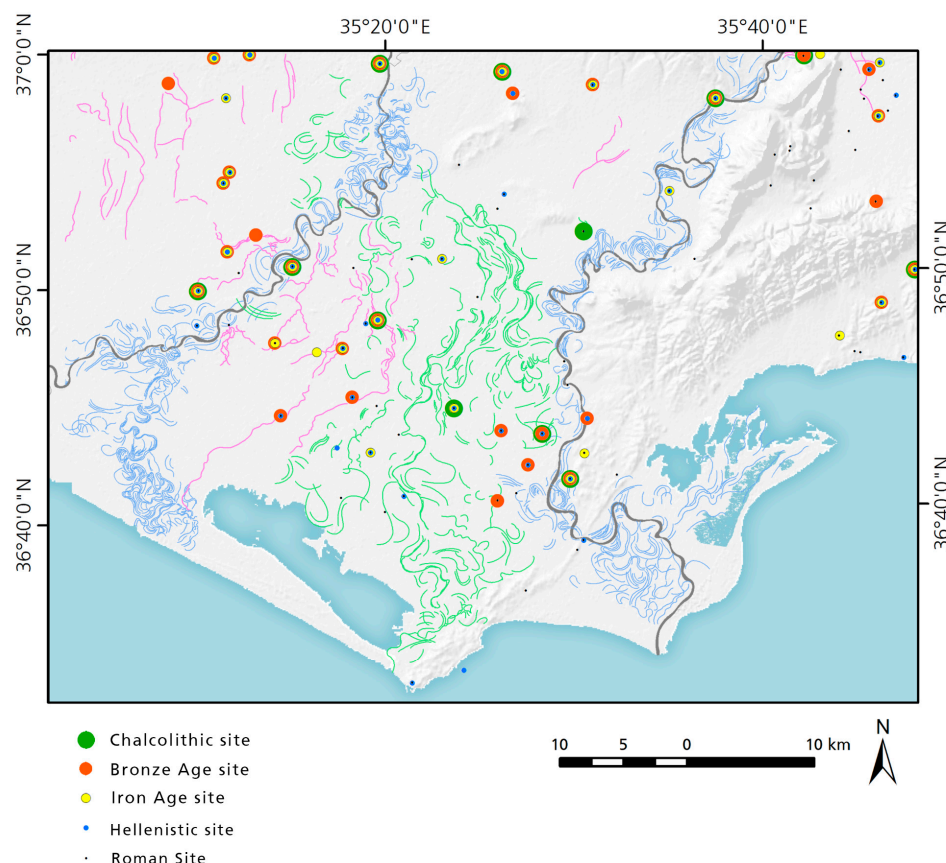 35°20'0"E
35°40'0"E
37°0'0"N
36°50'0"N
36°50'0"N
36°40'0"N
36°40'0"N
Chalcolithic site
Bronze Age site
Iron Age site
Hellenistic site
Roman Site
10 5 0 10 km
N